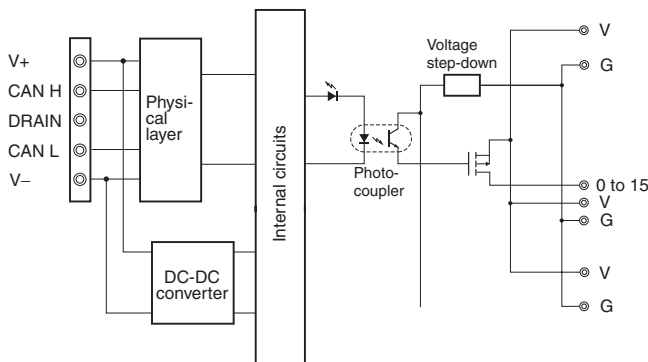 V+
CAN H
DRAIN
CAN L
V−
Physi-
cal
layer
DC-DC
converter
Internal circuits
Photo-
coupler
Voltage
step-down
V
G
0 to 15
V
G
V
G